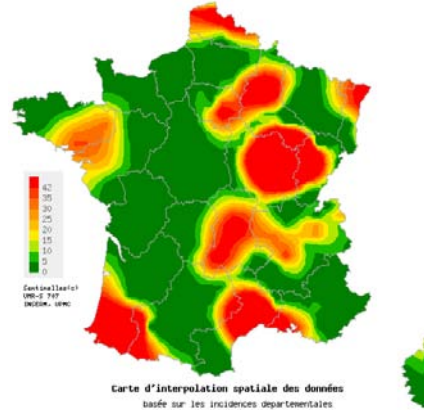 42
35
30
25
20
15
10
5
0
Sentinelles(c)
UMR-S 707
INSERM, UPMC
Carte d'interpolation spatiale des données
basée sur les incidences departementales